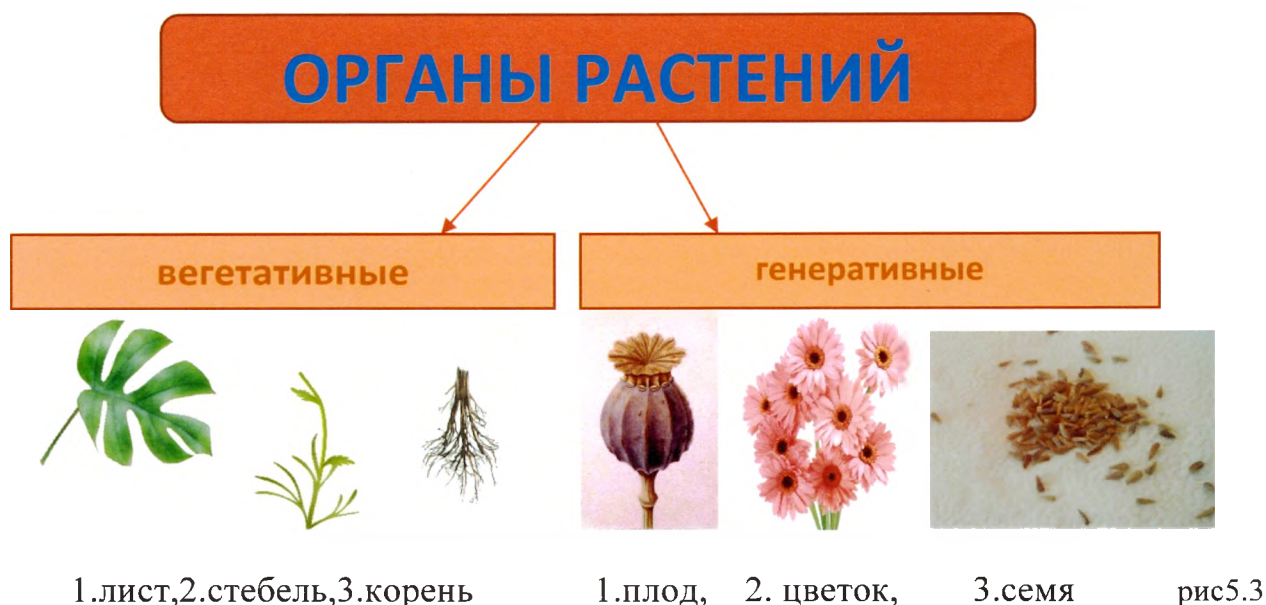 ОРГАНЫ РАСТЕНИЙ
вегетативные
генеративные
1.лист,2.стебель,3.корень 1.плод, 2. цветок, 3.семя рис5.3